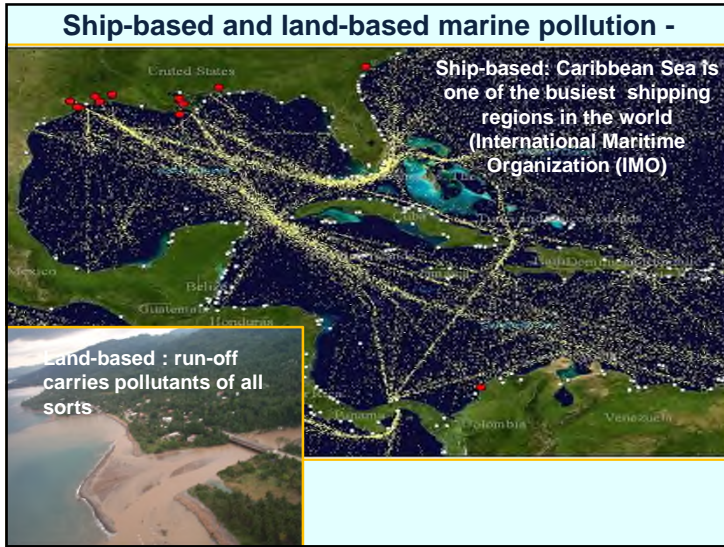 Ship-based and land-based marine pollution -
United States
Ship-based: Caribbean Sea is
one of the busiest shipping
regions in the world
(International Maritime
Organization (IMO)
Cuba
Mexico
Guatemala
Honduras
Panama
Colombia
Venezuela
Land-based : run-off
carries pollutants of all
sorts